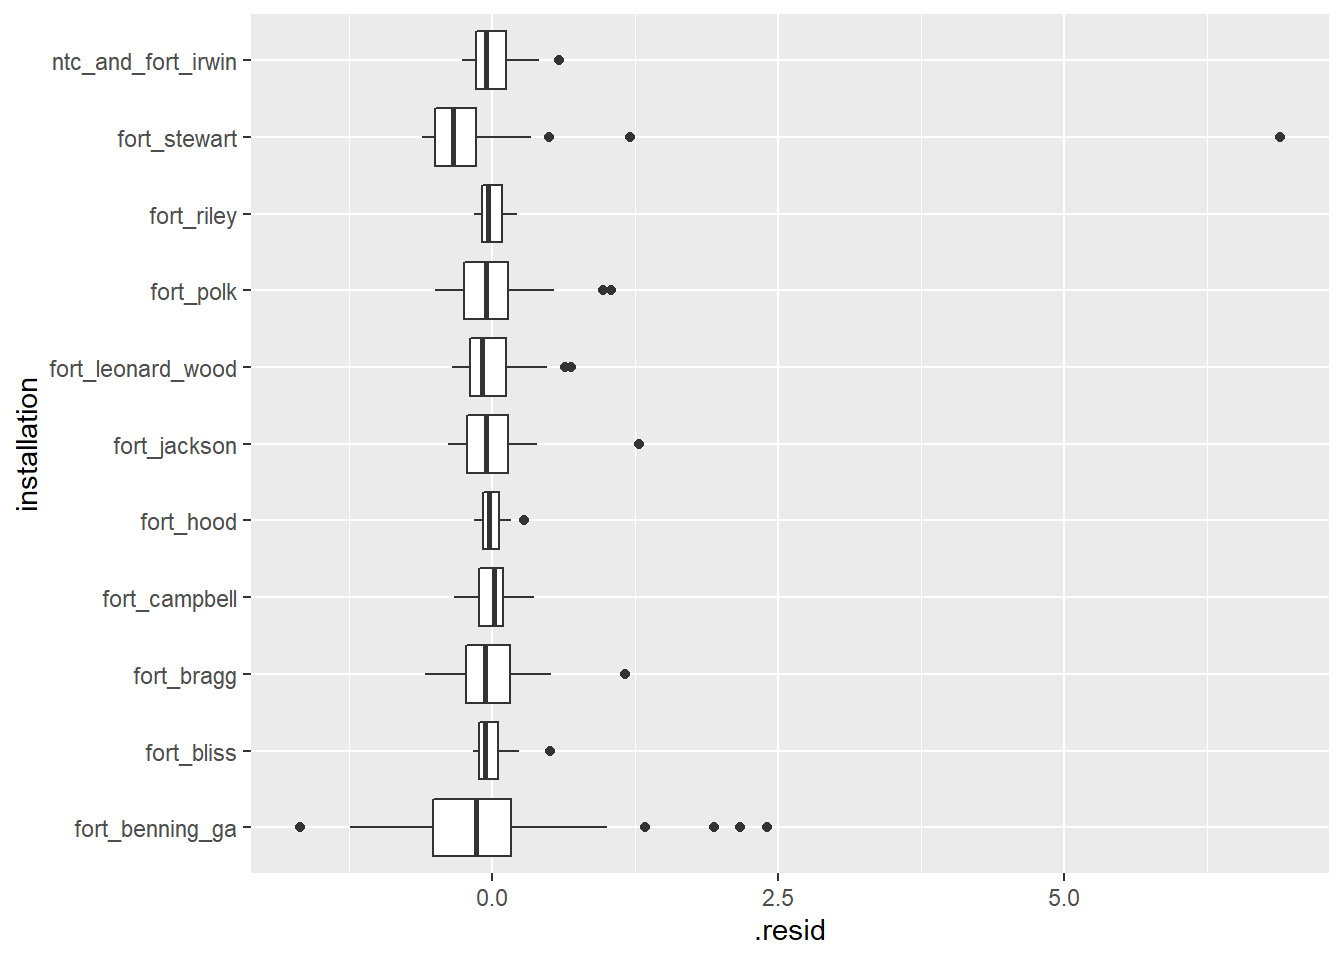 ntc_and_fort_irwin
fort_stewart
fort_riley
fort_polk
fort_leonard_wood
fort_jackson
fort_hood
fort_campbell
fort_bragg
fort_bliss
fort_benning_ga
installation
0.0 2.5 5.0
.resid